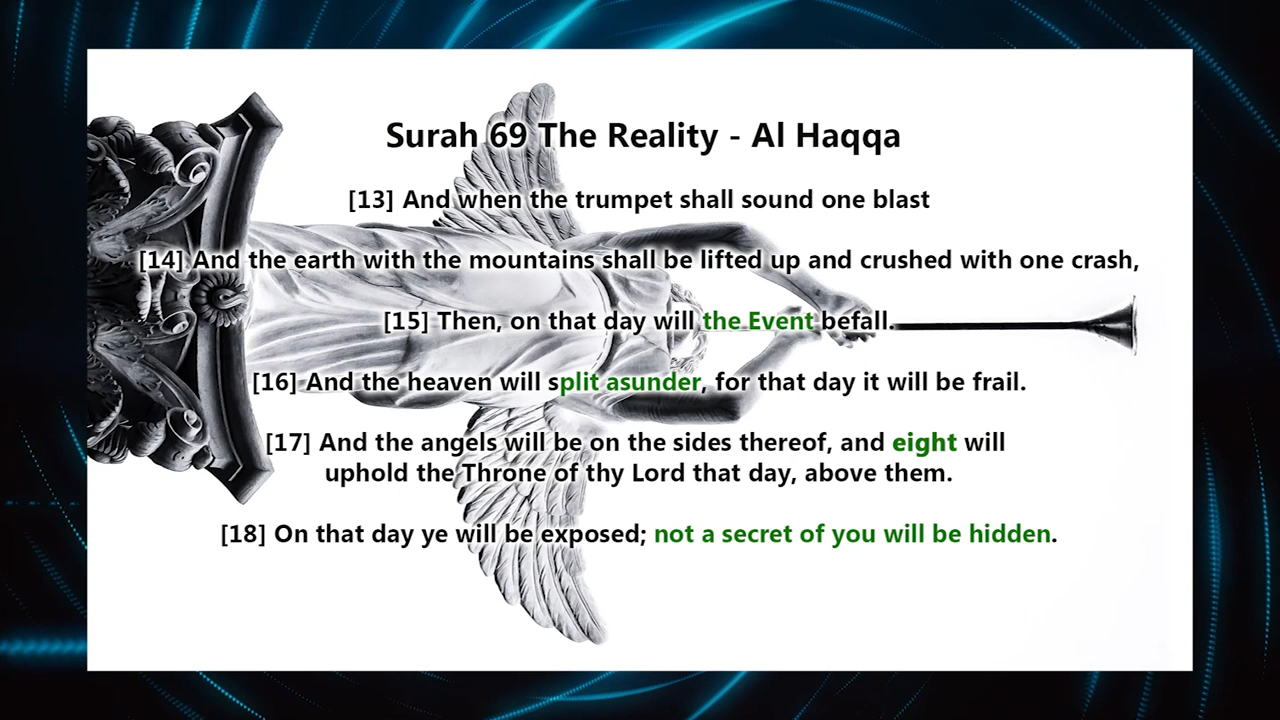 Surah 69 The Reality - Al Haqqa
[13] And when the trumpet shall sound one blast
[14] And the earth with the mountains shall be lifted up and crushed with one crash,
[15] Then, on that day will the Event befall.
[16] And the heaven will split asunder, for that day it will be frail.
[17] And the angels will be on the sides thereof, and eight will
uphold the Throne of thy Lord that day, above them.
[18] On that day ye will be exposed; not a secret of you will be hidden.